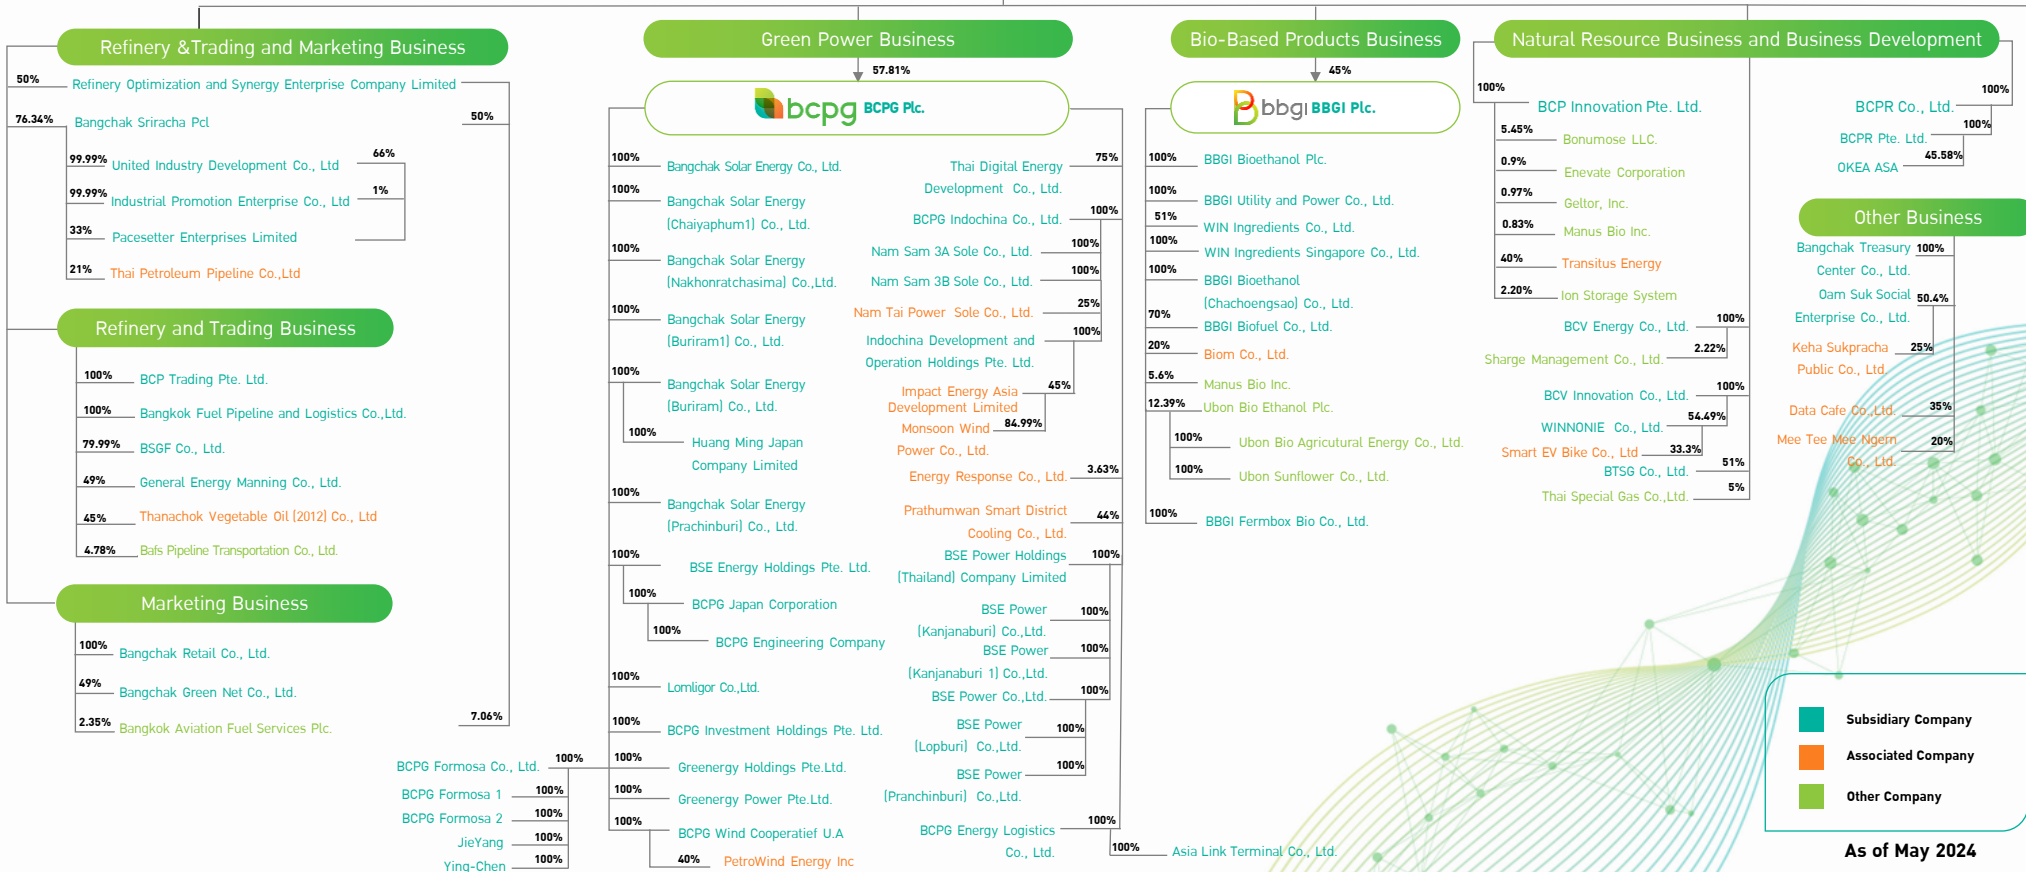 Refinery &Trading and Marketing Business
50%
Refinery Optimization and Synergy Enterprise Company Limited
76.34%
Bangchak Sriracha Pcl
50%
99.99%
United Industry Development Co., Ltd
66%
99.99%
Industrial Promotion Enterprise Co., Ltd
1%
33%
Pacesetter Enterprises Limited
21%
Thai Petroleum Pipeline Co.,Ltd
Refinery and Trading Business
100%
BCP Trading Pte. Ltd.
100%
Bangkok Fuel Pipeline and Logistics Co.,Ltd.
79.99%
BSGF Co., Ltd.
49%
General Energy Manning Co., Ltd.
45%
Thanachok Vegetable Oil (2012) Co., Ltd
4.78%
Bafs Pipeline Transportation Co., Ltd.
Marketing Business
100%
Bangchak Retail Co., Ltd.
49%
Bangchak Green Net Co., Ltd.
2.35%
Bangkok Aviation Fuel Services Plc.
7.06%
Green Power Business
57.81%
bcpg BCPG Plc.
100%
Bangchak Solar Energy Co., Ltd.
100%
Bangchak Solar Energy
(Chaiyaphum1) Co., Ltd.
100%
Bangchak Solar Energy
(Nakhonratchasima) Co.,Ltd.
100%
Bangchak Solar Energy
(Buriram1) Co., Ltd.
100%
Bangchak Solar Energy
(Buriram) Co., Ltd.
100%
Huang Ming Japan
Company Limited
100%
Bangchak Solar Energy
(Prachinburi) Co., Ltd.
100%
BSE Energy Holdings Pte. Ltd.
100%
BCPG Japan Corporation
100%
BCPG Engineering Company
100%
Lomligor Co.,Ltd.
100%
BCPG Investment Holdings Pte. Ltd.
100%
Greenergy Holdings Pte.Ltd.
100%
Greenergy Power Pte.Ltd.
100%
BCPG Wind Cooperatief U.A
40%
PetroWind Energy Inc
BCPG Formosa Co., Ltd.
100%
BCPG Formosa 1
100%
BCPG Formosa 2
100%
JieYang
100%
Ying-Chen
100%
Thai Digital Energy
Development Co., Ltd.
75%
BCPG Indochina Co., Ltd.
100%
Nam Sam 3A Sole Co., Ltd.
100%
Nam Sam 3B Sole Co., Ltd.
100%
Nam Tai Power Sole Co., Ltd.
25%
Indochina Development and
Operation Holdings Pte. Ltd.
100%
Impact Energy Asia
Development Limited
45%
Monsoon Wind
Power Co., Ltd.
84.99%
Energy Response Co., Ltd.
3.63%
Prathumwan Smart District
Cooling Co., Ltd.
44%
BSE Power Holdings
(Thailand) Company Limited
100%
BSE Power
(Kanjanaburi) Co.,Ltd.
100%
BSE Power
(Kanjanaburi 1) Co.,Ltd.
100%
BSE Power Co.,Ltd.
100%
BSE Power
(Lopburi) Co.,Ltd.
100%
BSE Power
(Pranchinburi) Co.,Ltd.
100%
BCPG Energy Logistics
Co., Ltd.
100%
100%
Asia Link Terminal Co., Ltd.
Bio-Based Products Business
45%
bbgi BBGI Plc.
100%
BBGI Bioethanol Plc.
100%
BBGI Utility and Power Co., Ltd.
51%
WIN Ingredients Co., Ltd.
100%
WIN Ingredients Singapore Co., Ltd.
100%
BBGI Bioethanol
(Chachoengsao) Co., Ltd.
70%
BBGI Biofuel Co., Ltd.
20%
Biom Co., Ltd.
5.6%
Manus Bio Inc.
12.39%
Ubon Bio Ethanol Plc.
100%
Ubon Bio Agricutural Energy Co., Ltd.
100%
Ubon Sunflower Co., Ltd.
100%
BBGI Fermbox Bio Co., Ltd.
Natural Resource Business and Business Development
100%
BCP Innovation Pte. Ltd.
5.45%
Bonumose LLC.
0.9%
Enevate Corporation
0.97%
Geltor, Inc.
0.83%
Manus Bio Inc.
40%
Transitus Energy
2.20%
Ion Storage System
BCV Energy Co., Ltd.
100%
Sharge Management Co., Ltd.
2.22%
BCV Innovation Co., Ltd.
100%
WINNONIE Co., Ltd.
54.49%
Smart EV Bike Co., Ltd
33.3%
BTSG Co., Ltd.
51%
Thai Special Gas Co.,Ltd.
5%
100%
BCPR Co., Ltd.
100%
BCPR Pte. Ltd.
45.58%
OKEA ASA
Other Business
Bangchak Treasury
Center Co., Ltd.
100%
Oam Suk Social
Enterprise Co., Ltd.
50.4%
Keha Sukpracha
Public Co., Ltd.
25%
Data Cafe Co.,Ltd.
35%
Mee Tee Mee Ngern
Co., Ltd.
20%
Subsidiary Company
Associated Company
Other Company
As of May 2024